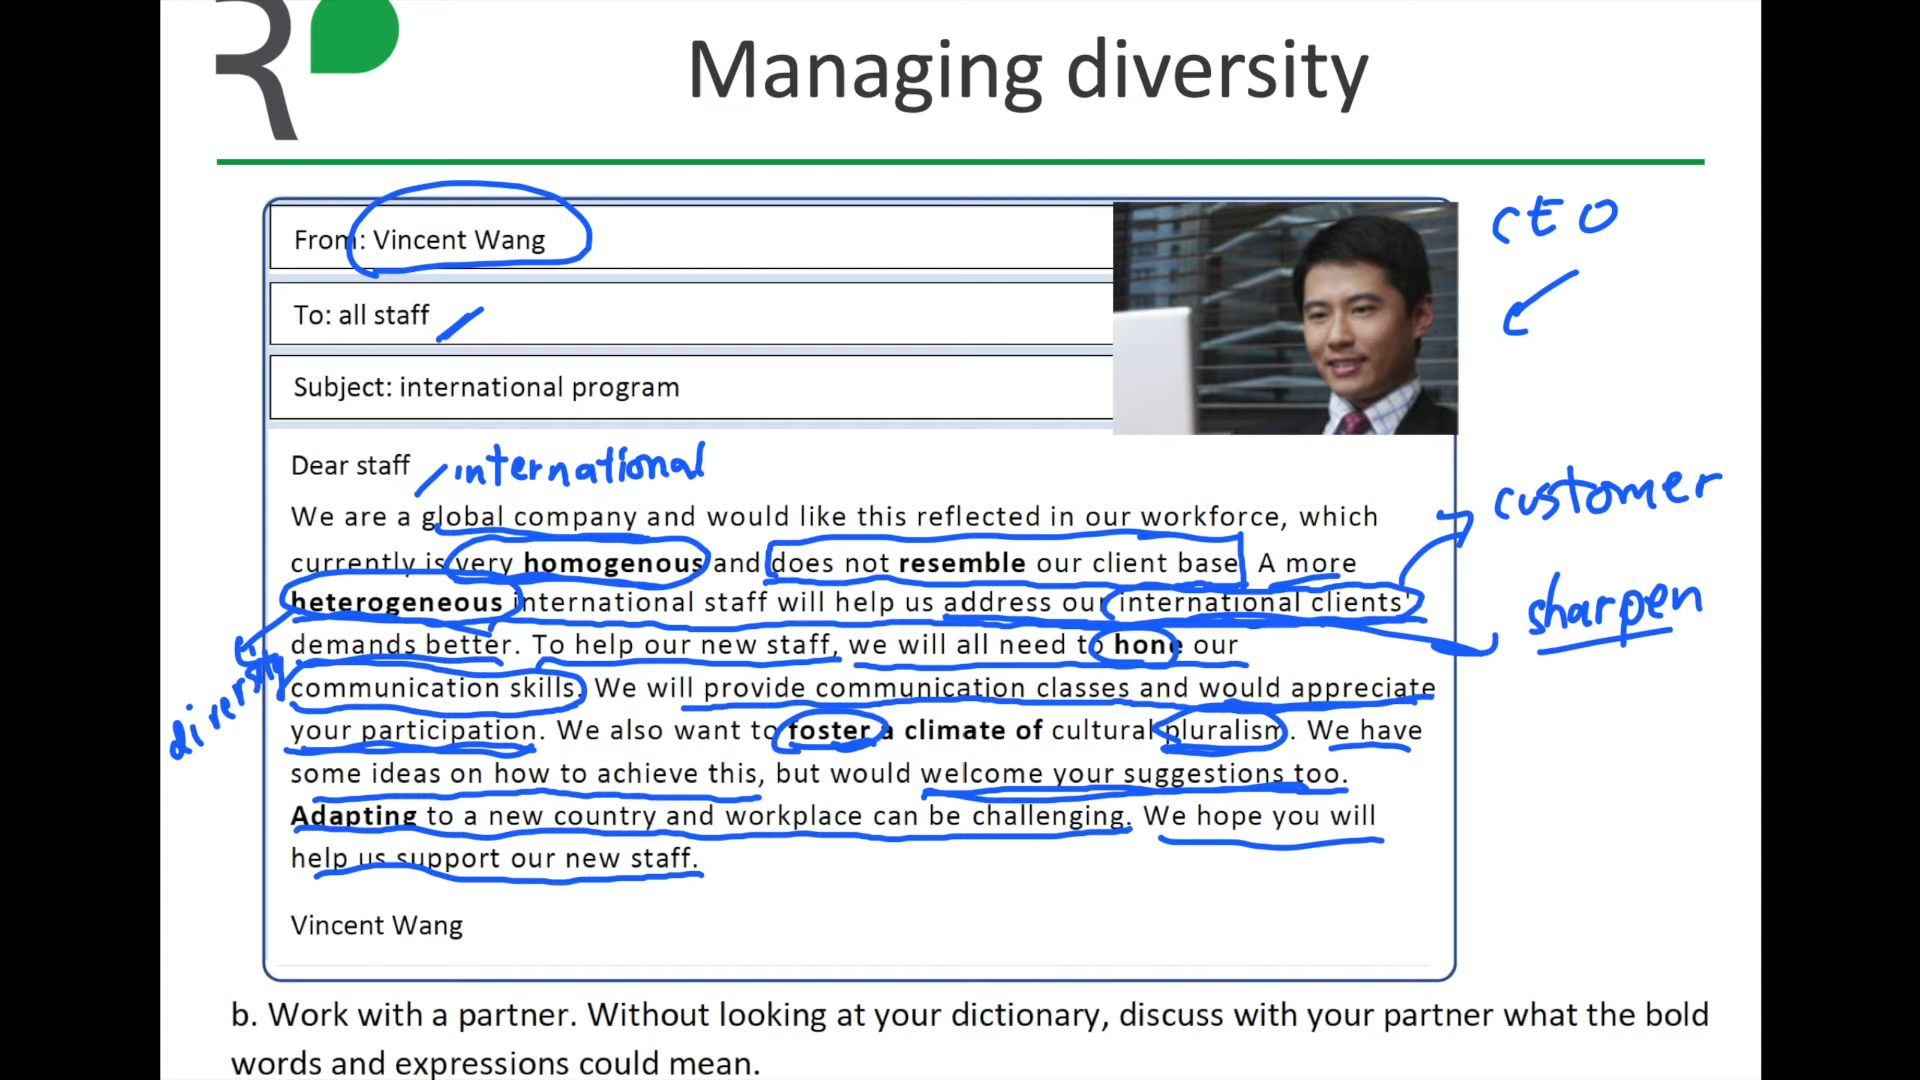 Managing diversity
From: Vincent Wang
CEO
To: all staff
Subject: international program
Dear staff
international
We are a global company and would like this reflected in our workforce, which
customer
currently is very homogenous and does not resemble our client base. A more
heterogeneous international staff will help us address our international clients'
sharpen
demands better. To help our new staff, we will all need to hone our
diversity
communication skills. We will provide communication classes and would appreciate
your participation. We also want to foster a climate of cultural pluralism. We have
some ideas on how to achieve this, but would welcome your suggestions too.
Adapting to a new country and workplace can be challenging. We hope you will
help us support our new staff.
Vincent Wang
b. Work with a partner. Without looking at your dictionary, discuss with your partner what the bold
words and expressions could mean.